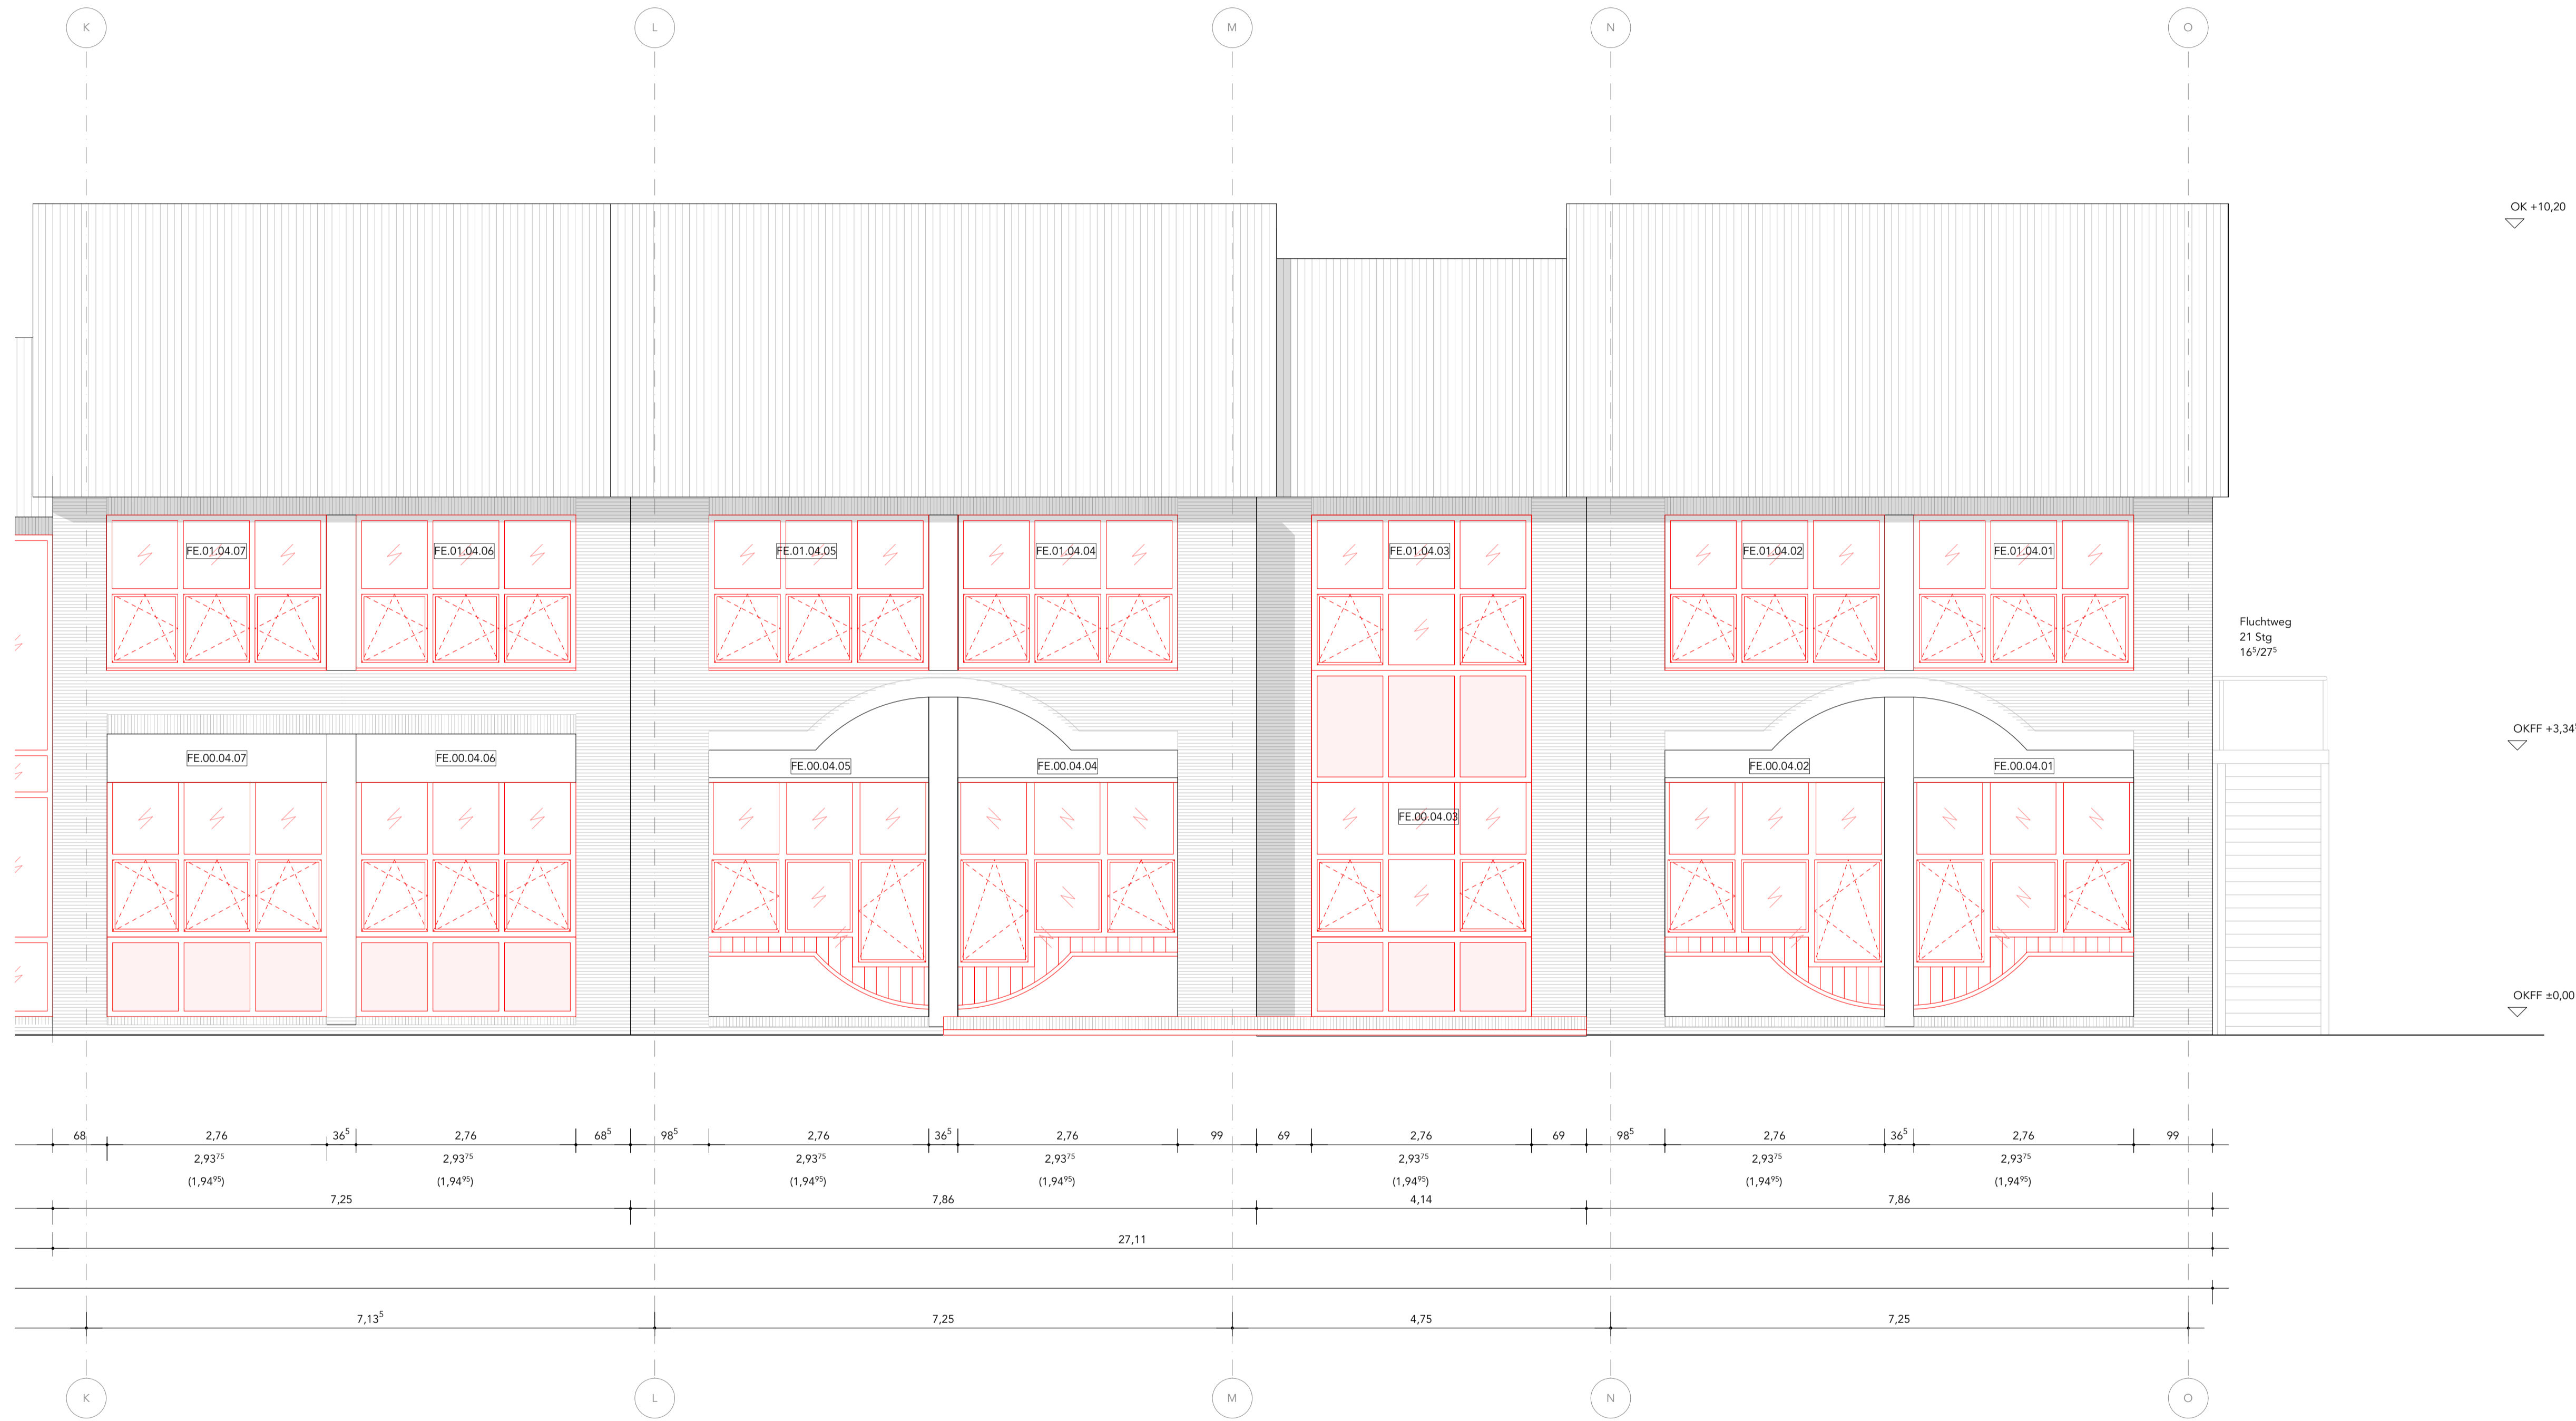 K L M N O
OK +10,20
FE.01.04.07 FE.01.04.06 FE.01.04.05 FE.01.04.04 FE.01.04.03 FE.01.04.02 FE.01.04.01
Fluchtweg
21 Stg
16⁵/27⁵
OKFF +3,34⁵
FE.00.04.07 FE.00.04.06 FE.00.04.05 FE.00.04.04 FE.00.04.02 FE.00.04.01
FE.00.04.03
OKFF ±0,00
68 2,76 36⁵ 2,76 68⁵ 98⁵ 2,76 36⁵ 2,76 99 69 2,76 69 98⁵ 2,76 36⁵ 2,76 99
2,93⁷⁵ 2,93⁷⁵ 2,93⁷⁵ 2,93⁷⁵ 2,93⁷⁵ 2,93⁷⁵ 2,93⁷⁵
(1,94⁹⁵) (1,94⁹⁵) (1,94⁹⁵) (1,94⁹⁵) (1,94⁹⁵) (1,94⁹⁵) (1,94⁹⁵)
7,25 7,86 4,14 7,86
27,11
7,13⁵ 7,25 4,75 7,25
K L M N O